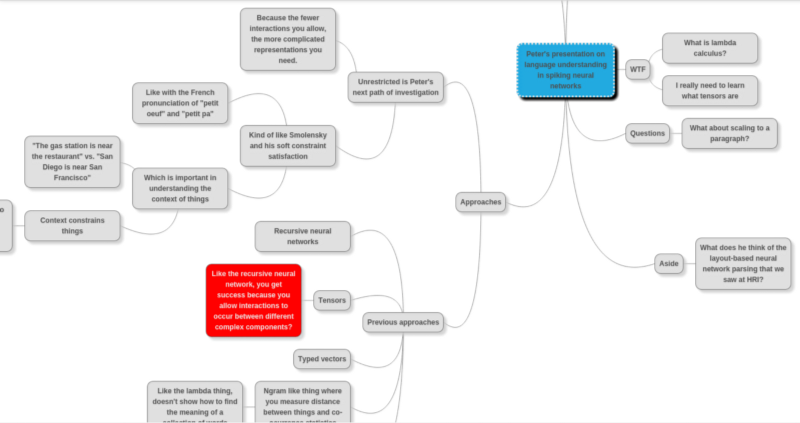 Because the fewer
interactions you allow,
the more complicated
representations you
need.
Unrestricted is Peter's
next path of investigation
Like with the French
pronunciation of "petit
oeuf" and "petit pa"
Kind of like Smolensky
and his soft constraint
satisfaction
"The gas station is near
the restaurant" vs. "San
Diego is near San
Francisco"
Which is important in
understanding the
context of things
Context constrains
things
Approaches
Recursive neural
networks
Like the recursive neural
network, you get
success because you
allow interactions to
occur between different
complex components?
Tensors
Previous approaches
Typed vectors
Like the lambda thing,
doesn't show how to find
the meaning of a
Ngram like thing where
you measure distance
between things and co-
Peter's presentation on
language understanding
in spiking neural
networks
WTF
What is lambda
calculus?
I really need to learn
what tensors are
Questions
What about scaling to a
paragraph?
Aside
What does he think of the
layout-based neural
network parsing that we
saw at HRI?